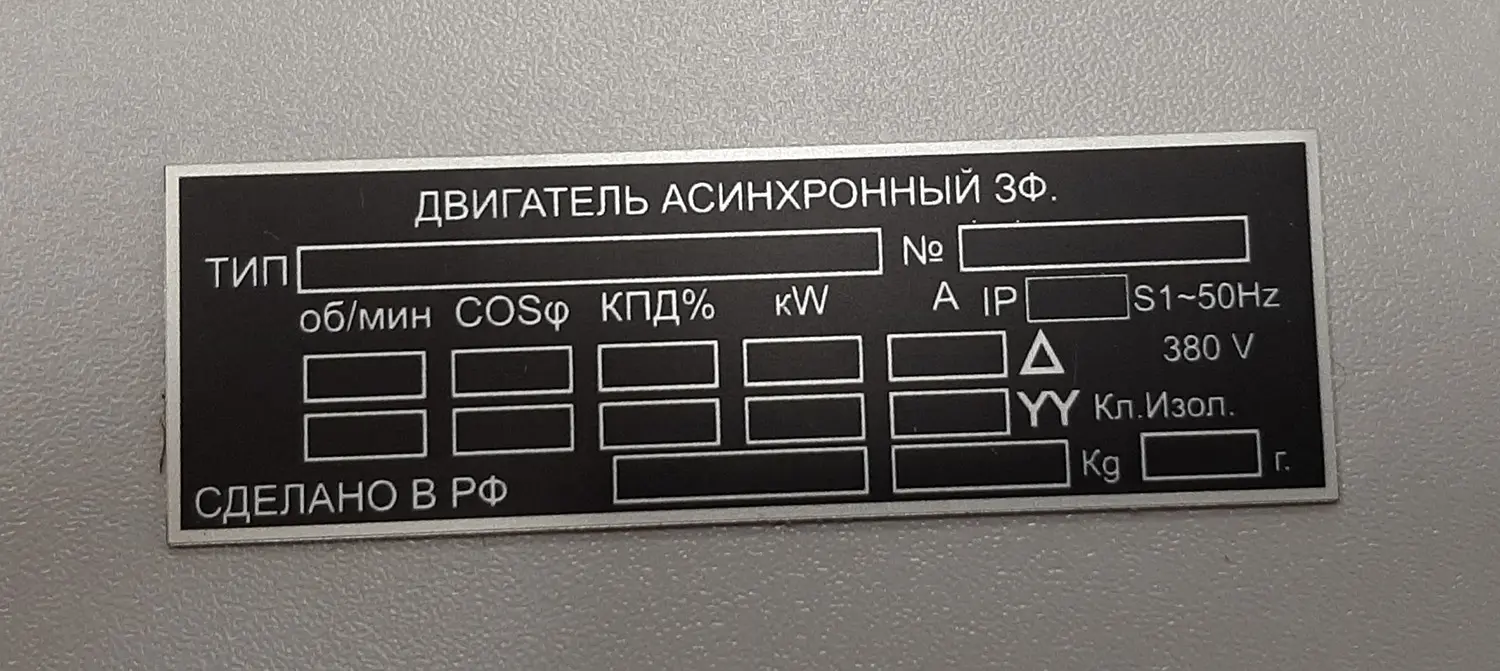 ДВИГАТЕЛЬ АСИНХРОННЫЙ 3Ф.
ТИП №
об/мин COSφ КПД% кW A IP S1~50Hz
Δ 380 V
YY Кл.Изол.
СДЕЛАНО В РФ Kg г.